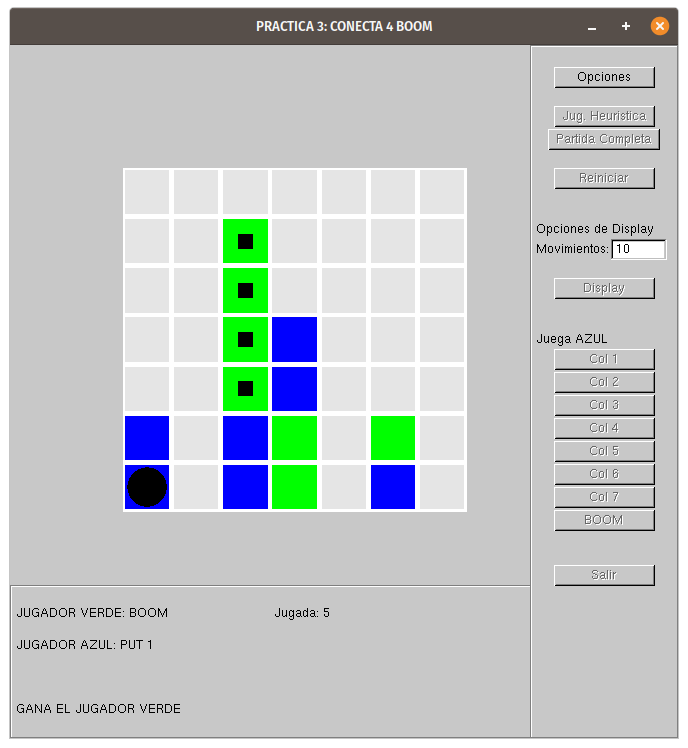 PRACTICA 3: CONECTA 4 BOOM
Opciones
Jug. Heuristica
Partida Completa
Reiniciar
Opciones de Display
Movimientos: 10
Display
Juega AZUL
Col 1
Col 2
Col 3
Col 4
Col 5
Col 6
Col 7
BOOM
Salir
JUGADOR VERDE: BOOM Jugada: 5
JUGADOR AZUL: PUT 1
GANA EL JUGADOR VERDE